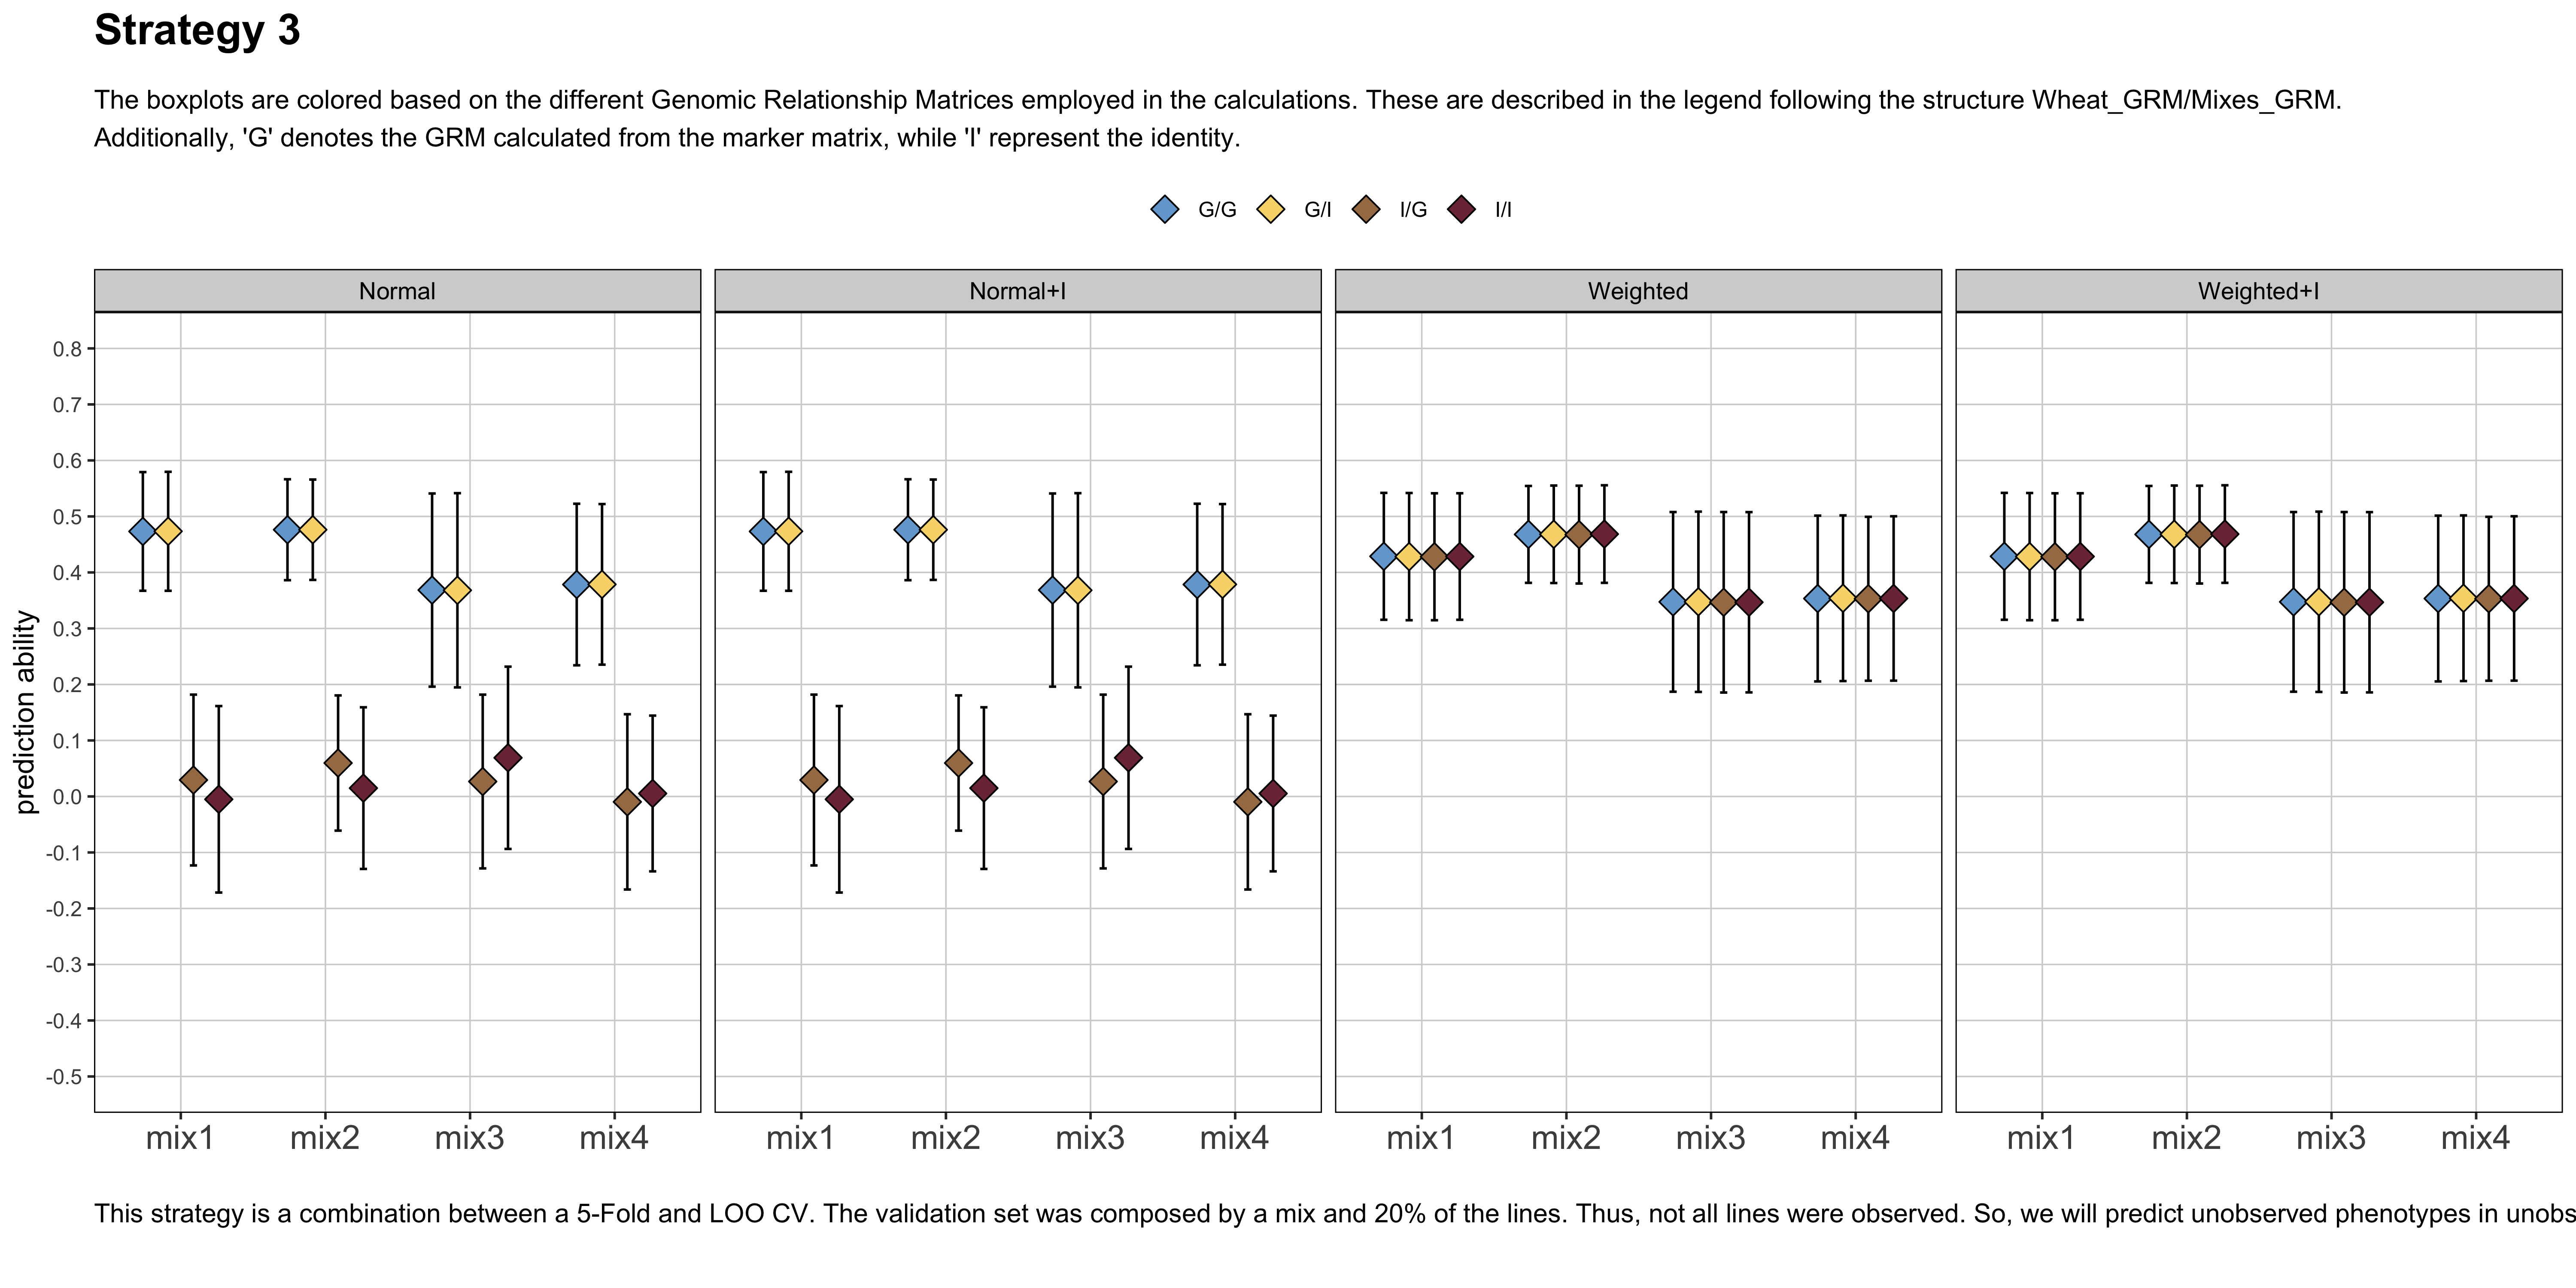 Strategy 3
The boxplots are colored based on the different Genomic Relationship Matrices employed in the calculations. These are described in the legend following the structure Wheat_GRM/Mixes_GRM.
Additionally, 'G' denotes the GRM calculated from the marker matrix, while 'I' represent the identity.
G/G G/I I/G I/I
Normal Normal+I Weighted Weighted+I
prediction ability
0.8
0.7
0.6
0.5
0.4
0.3
0.2
0.1
0.0
-0.1
-0.2
-0.3
-0.4
-0.5
mix1 mix2 mix3 mix4 mix1 mix2 mix3 mix4 mix1 mix2 mix3 mix4 mix1 mix2 mix3 mix4
This strategy is a combination between a 5-Fold and LOO CV. The validation set was composed by a mix and 20% of the lines. Thus, not all lines were observed. So, we will predict unobserved phenotypes in unobs